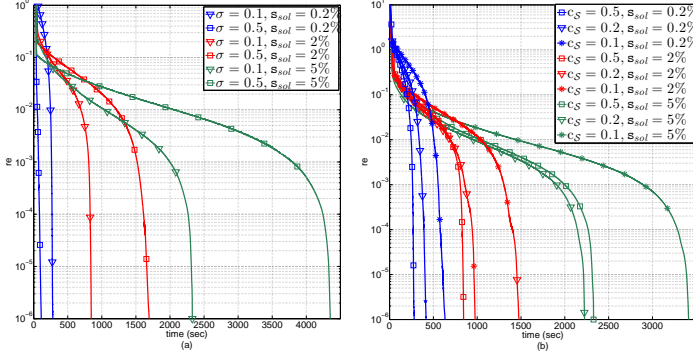 10^0
10^-1
10^-2
10^-3
10^-4
10^-5
10^-6
re
0 500 1000 1500 2000 2500 3000 3500 4000
time (sec)
(a)
σ = 0.1, s_sol = 0.2%
σ = 0.5, s_sol = 0.2%
σ = 0.1, s_sol = 2%
σ = 0.5, s_sol = 2%
σ = 0.1, s_sol = 5%
σ = 0.5, s_sol = 5%
10^1
10^0
10^-1
10^-2
10^-3
10^-4
10^-5
10^-6
re
0 500 1000 1500 2000 2500 3000
time (sec)
(b)
c_S = 0.5, s_sol = 0.2%
c_S = 0.2, s_sol = 0.2%
c_S = 0.1, s_sol = 0.2%
c_S = 0.5, s_sol = 2%
c_S = 0.2, s_sol = 2%
c_S = 0.1, s_sol = 2%
c_S = 0.5, s_sol = 5%
c_S = 0.2, s_sol = 5%
c_S = 0.1, s_sol = 5%